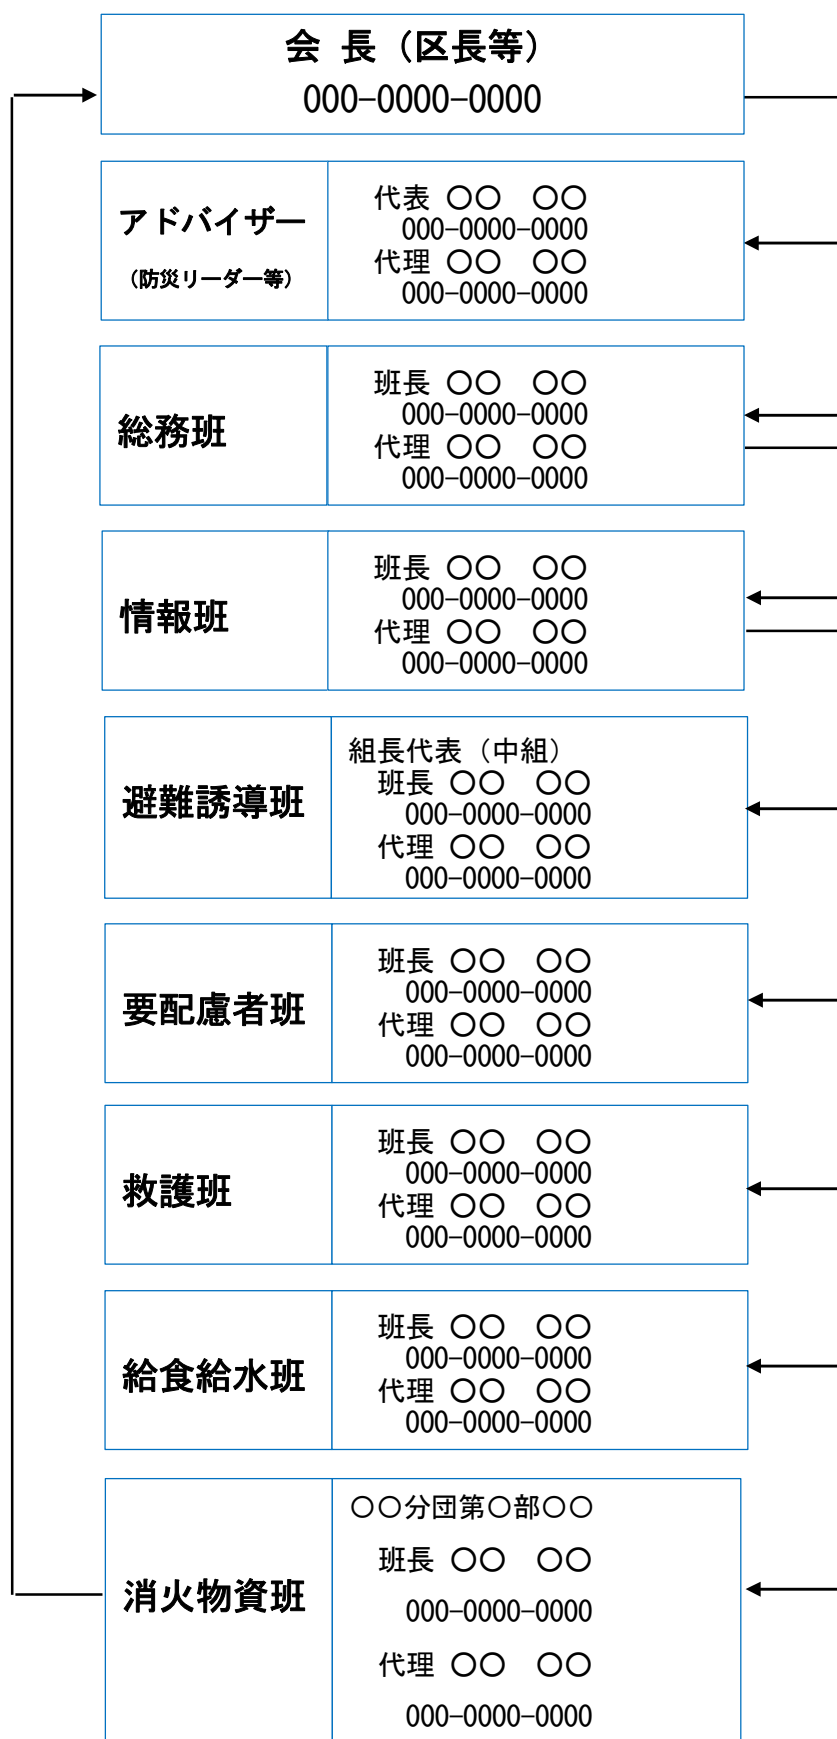 会 長（区長等）
000-0000-0000
アドバイザー
（防災リーダー等）
代表 〇〇 〇〇
000-0000-0000
代理 〇〇 〇〇
000-0000-0000
総務班
班長 〇〇 〇〇
000-0000-0000
代理 〇〇 〇〇
000-0000-0000
情報班
班長 〇〇 〇〇
000-0000-0000
代理 〇〇 〇〇
000-0000-0000
避難誘導班
組長代表（中組）
班長 〇〇 〇〇
000-0000-0000
代理 〇〇 〇〇
000-0000-0000
要配慮者班
班長 〇〇 〇〇
000-0000-0000
代理 〇〇 〇〇
000-0000-0000
救護班
班長 〇〇 〇〇
000-0000-0000
代理 〇〇 〇〇
000-0000-0000
給食給水班
班長 〇〇 〇〇
000-0000-0000
代理 〇〇 〇〇
000-0000-0000
消火物資班
〇〇分団第〇部〇〇
班長 〇〇 〇〇
000-0000-0000
代理 〇〇 〇〇
000-0000-0000